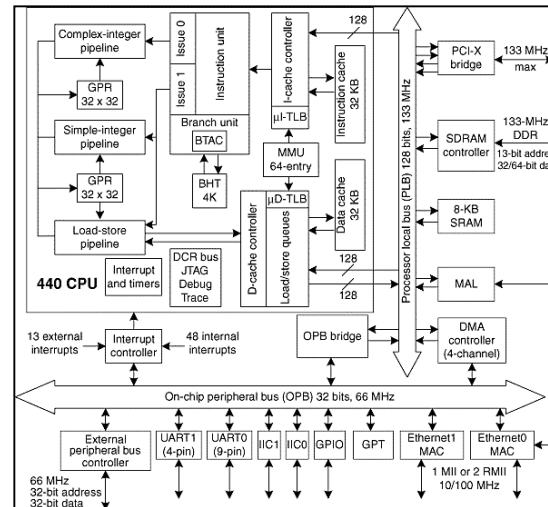 Complex-integer
pipeline
GPR
32 x 32
Simple-integer
pipeline
GPR
32 x 32
Load-store
pipeline
440 CPU
Interrupt
and timers
DCR bus
JTAG
Debug
Trace
Issue 0
Issue 1
Instruction unit
Branch unit
BTAC
BHT
4K
I-cache controller
µI-TLB
MMU
64-entry
µD-TLB
D-cache controller
Load/store queues
Instruction cache
32 KB
Data cache
32 KB
128
128
128
Processor local bus (PLB) 128 bits, 133 MHz
PCI-X
bridge
133 MHz
max
SDRAM
controller
133-MHz
DDR
13-bit address
32/64-bit data
8-KB
SRAM
MAL
DMA
controller
(4-channel)
OPB bridge
13 external
interrupts
Interrupt
controller
48 internal
interrupts
On-chip peripheral bus (OPB) 32 bits, 66 MHz
External
peripheral bus
controller
UART1
(4-pin)
UART0
(9-pin)
IIC1
IIC0
GPIO
GPT
Ethernet1
MAC
Ethernet0
MAC
66 MHz
32-bit address
32-bit data
1 MII or 2 RMII
10/100 MHz